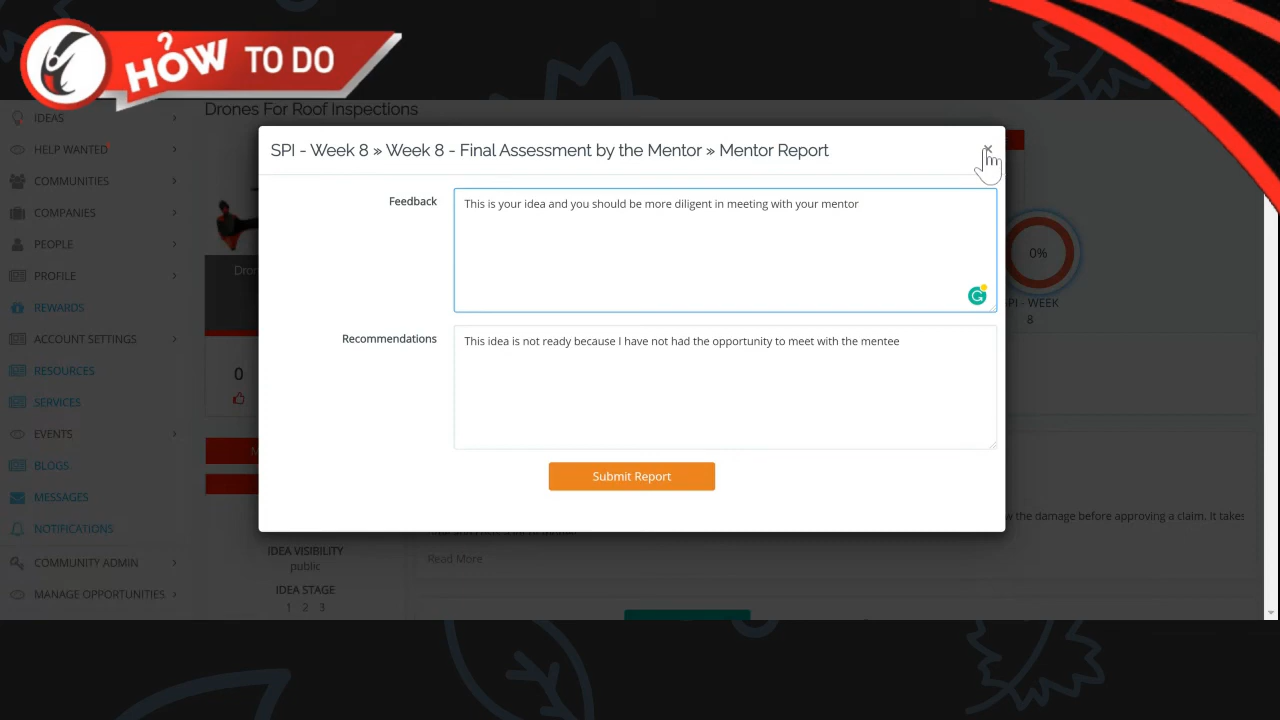 HOW TO DO
Drones For Roof Inspections
IDEAS
HELP WANTED
COMMUNITIES
COMPANIES
PEOPLE
PROFILE
REWARDS
ACCOUNT SETTINGS
RESOURCES
SERVICES
EVENTS
BLOGS
MESSAGES
NOTIFICATIONS
COMMUNITY ADMIN
MANAGE OPPORTUNITIES
SPI - Week 8 » Week 8 - Final Assessment by the Mentor » Mentor Report
×
Feedback
This is your idea and you should be more diligent in meeting with your mentor
Recommendations
This idea is not ready because I have not had the opportunity to meet with the mentee
Submit Report
0
0%
SPI - WEEK
8
w the damage before approving a claim. It takes
Read More
IDEA VISIBILITY
public
IDEA STAGE
1 2 3